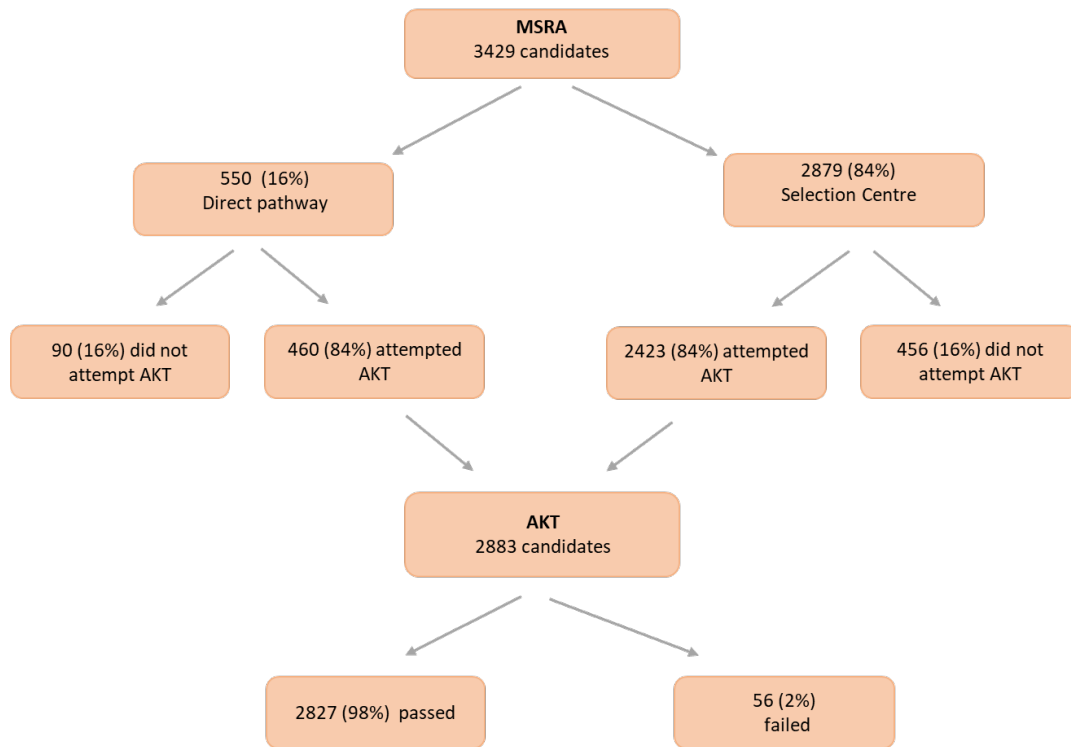 MSRA
3429 candidates
550 (16%)
Direct pathway
2879 (84%)
Selection Centre
90 (16%) did not
attempt AKT
460 (84%) attempted
AKT
2423 (84%) attempted
AKT
456 (16%) did not
attempt AKT
AKT
2883 candidates
2827 (98%) passed
56 (2%)
failed